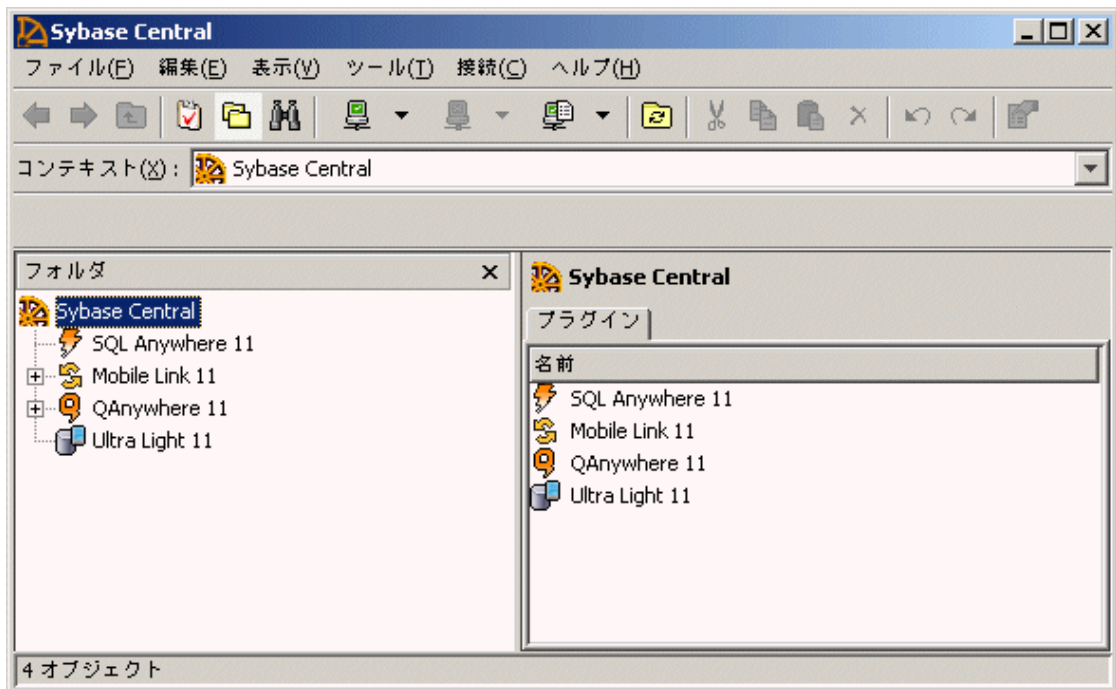 Sybase Central
ファイル(F) 編集(E) 表示(V) ツール(T) 接続(C) ヘルプ(H)
コンテキスト(X): Sybase Central
フォルダ
Sybase Central
SQL Anywhere 11
Mobile Link 11
QAnywhere 11
Ultra Light 11
Sybase Central
プラグイン
名前
SQL Anywhere 11
Mobile Link 11
QAnywhere 11
Ultra Light 11
4 オブジェクト